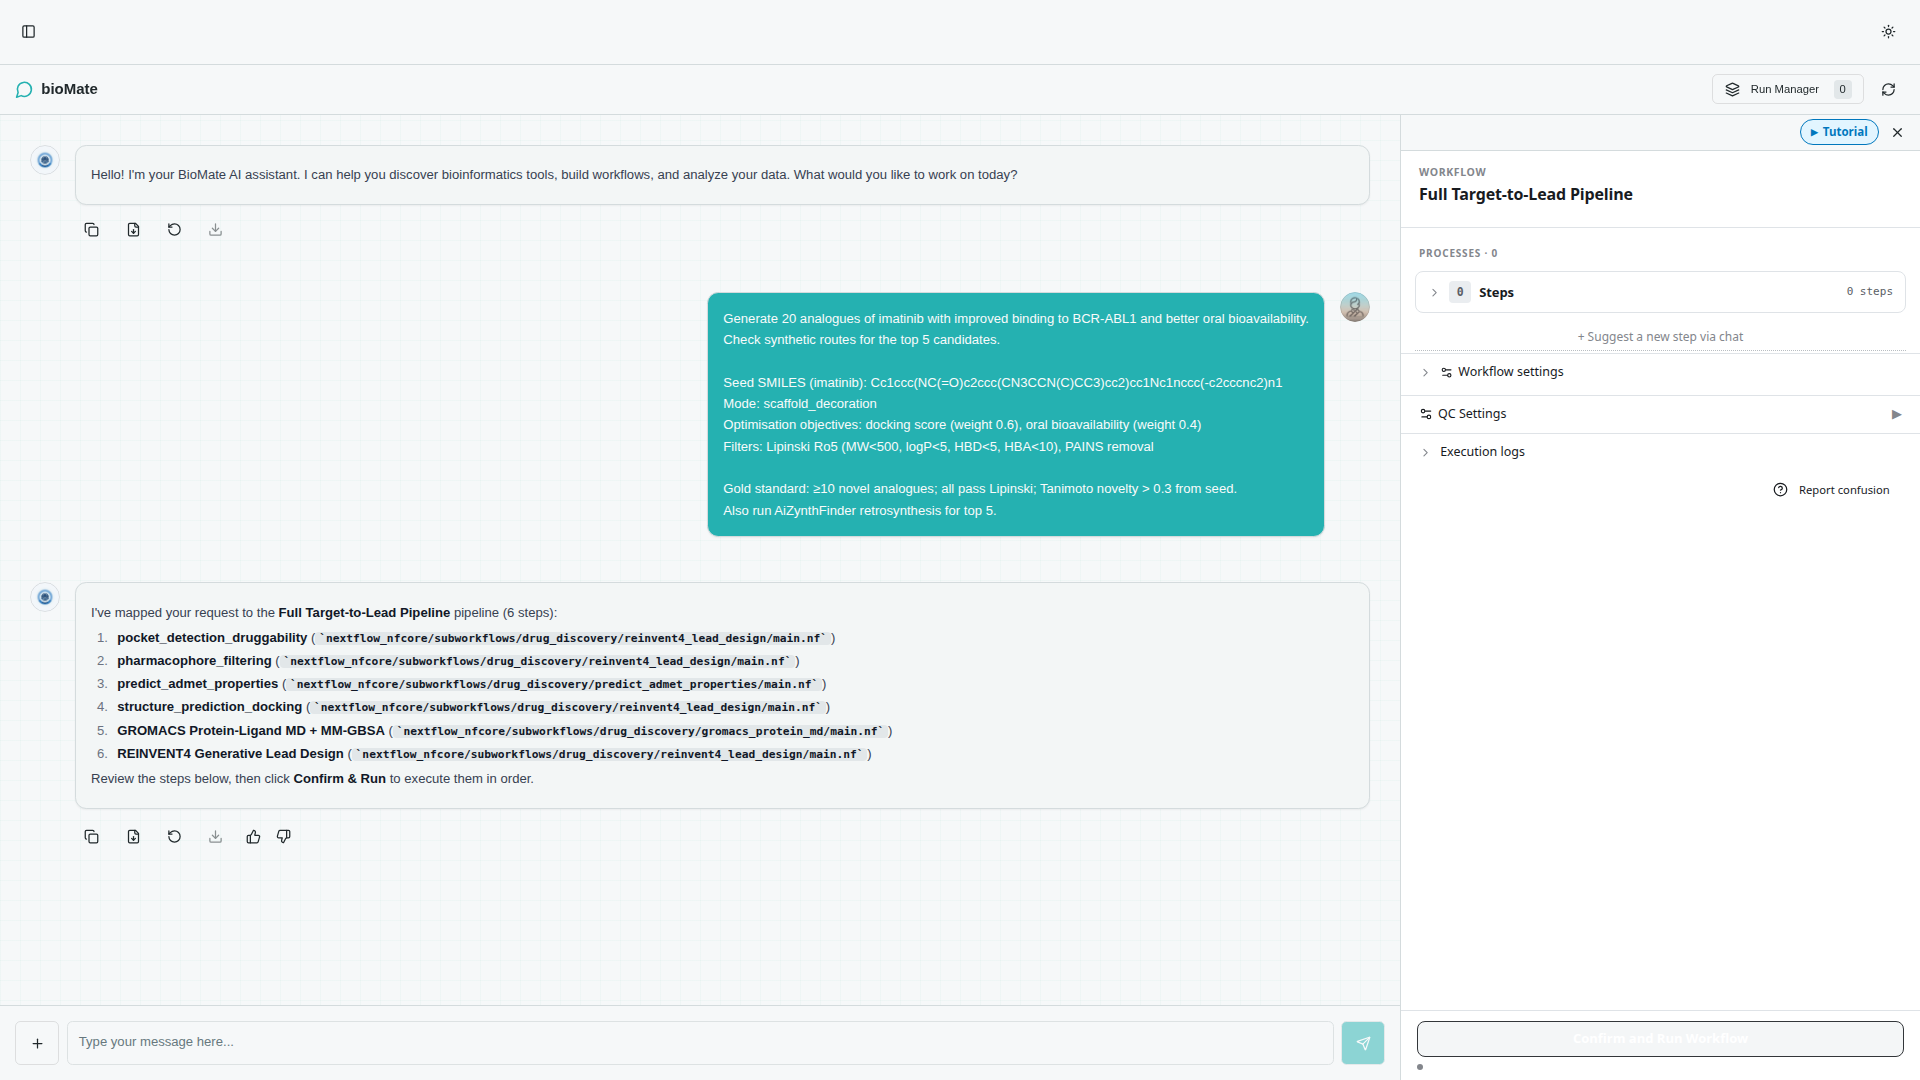 bioMate
Run Manager 0
Hello! I'm your BioMate AI assistant. I can help you discover bioinformatics tools, build workflows, and analyze your data. What would you like to work on today?
Generate 20 analogues of imatinib with improved binding to BCR-ABL1 and better oral bioavailability.
Check synthetic routes for the top 5 candidates.
Seed SMILES (imatinib): Cc1ccc(NC(=O)c2ccc(CN3CCN(C)CC3)cc2)cc1Nc1nccc(-c2cccnc2)n1
Mode: scaffold_decoration
Optimisation objectives: docking score (weight 0.6), oral bioavailability (weight 0.4)
Filters: Lipinski Ro5 (MW<500, logP<5, HBD<5, HBA<10), PAINS removal
Gold standard: ≥10 novel analogues; all pass Lipinski; Tanimoto novelty > 0.3 from seed.
Also run AiZynthFinder retrosynthesis for top 5.
I've mapped your request to the Full Target-to-Lead Pipeline pipeline (6 steps):
1. pocket_detection_druggability (`nextflow_nfcore/subworkflows/drug_discovery/reinvent4_lead_design/main.nf`)
2. pharmacophore_filtering (`nextflow_nfcore/subworkflows/drug_discovery/reinvent4_lead_design/main.nf`)
3. predict_admet_properties (`nextflow_nfcore/subworkflows/drug_discovery/predict_admet_properties/main.nf`)
4. structure_prediction_docking (`nextflow_nfcore/subworkflows/drug_discovery/reinvent4_lead_design/main.nf`)
5. GROMACS Protein-Ligand MD + MM-GBSA (`nextflow_nfcore/subworkflows/drug_discovery/gromacs_protein_md/main.nf`)
6. REINVENT4 Generative Lead Design (`nextflow_nfcore/subworkflows/drug_discovery/reinvent4_lead_design/main.nf`)
Review the steps below, then click Confirm & Run to execute them in order.
Type your message here...
▶ Tutorial
WORKFLOW
Full Target-to-Lead Pipeline
PROCESSES · 0
0 Steps 0 steps
+ Suggest a new step via chat
Workflow settings
QC Settings
Execution logs
Report confusion
Confirm and Run Workflow